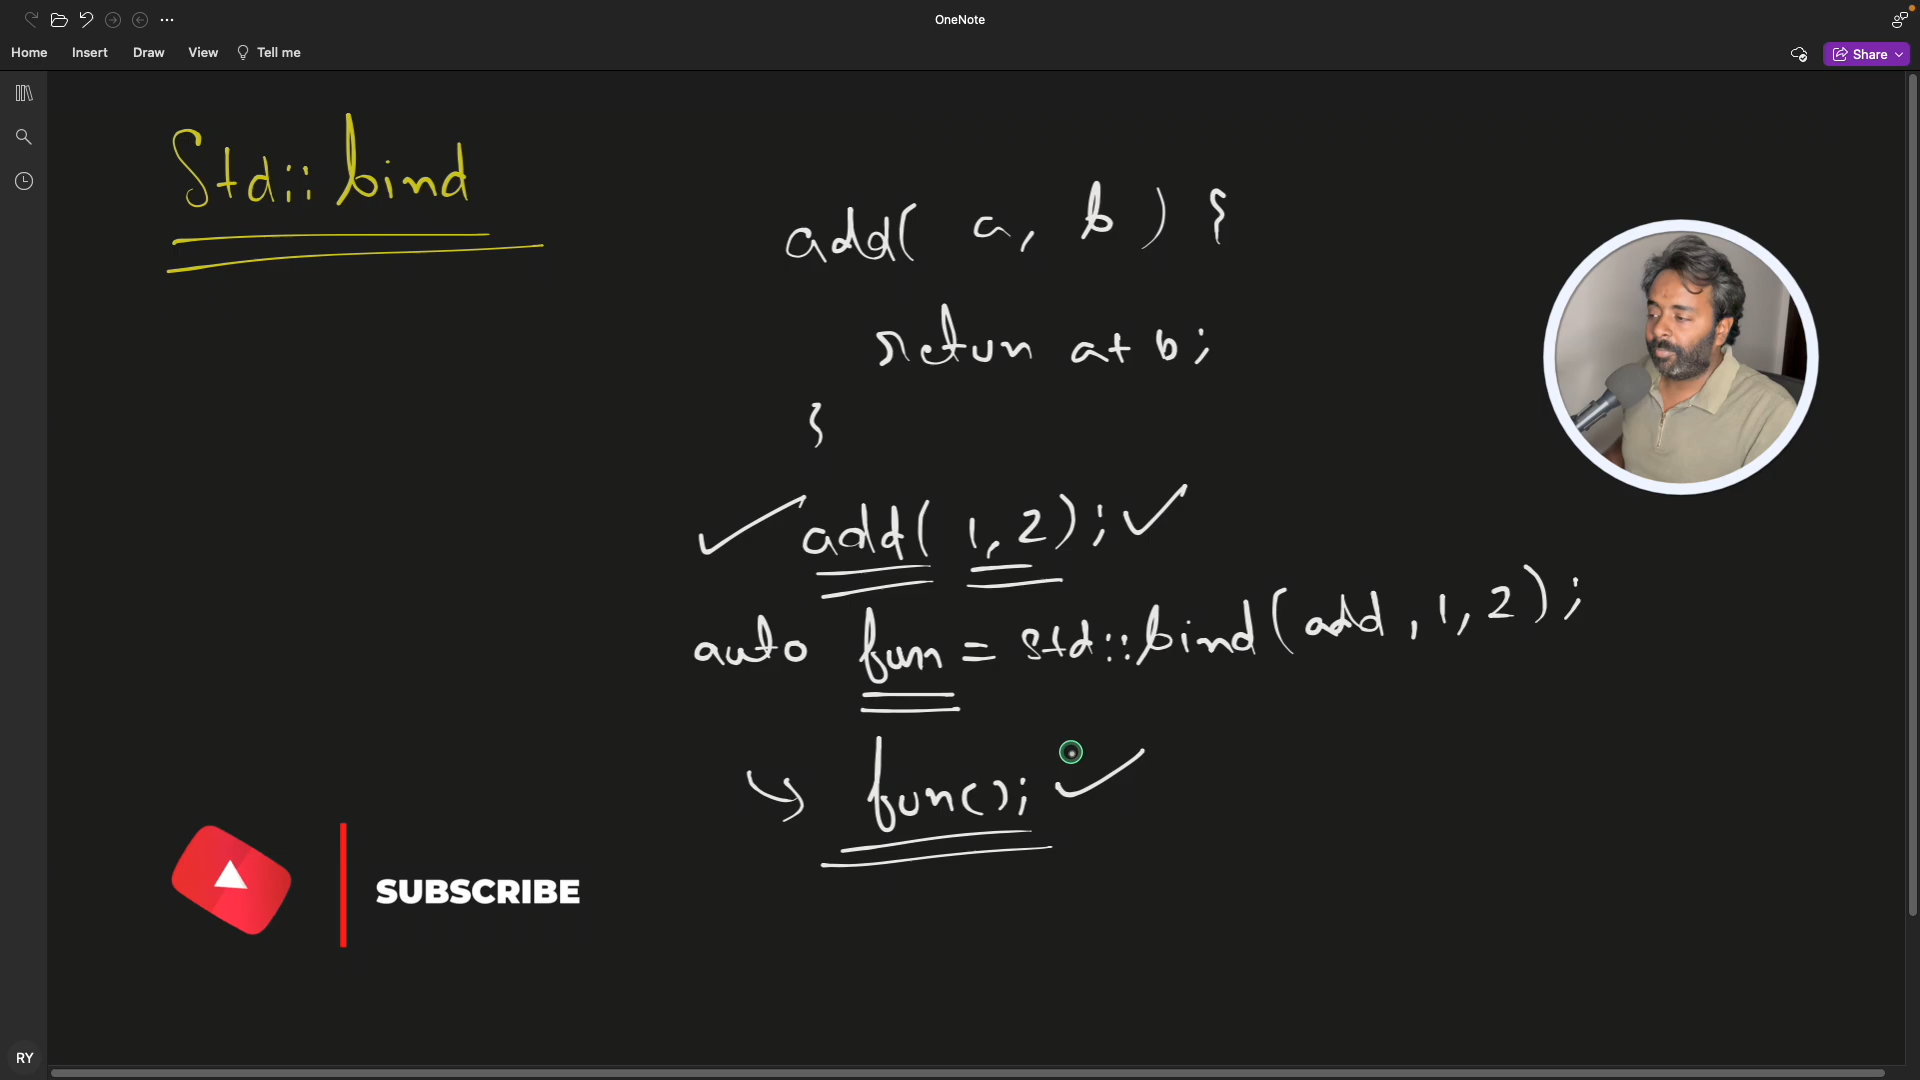 OneNote
Home Insert Draw View Tell me
Share
Std:: bind
add( a, b ) {
return a+b;
}
add( 1, 2);
auto fun = std::bind(add, 1, 2);
fun();
SUBSCRIBE
RY